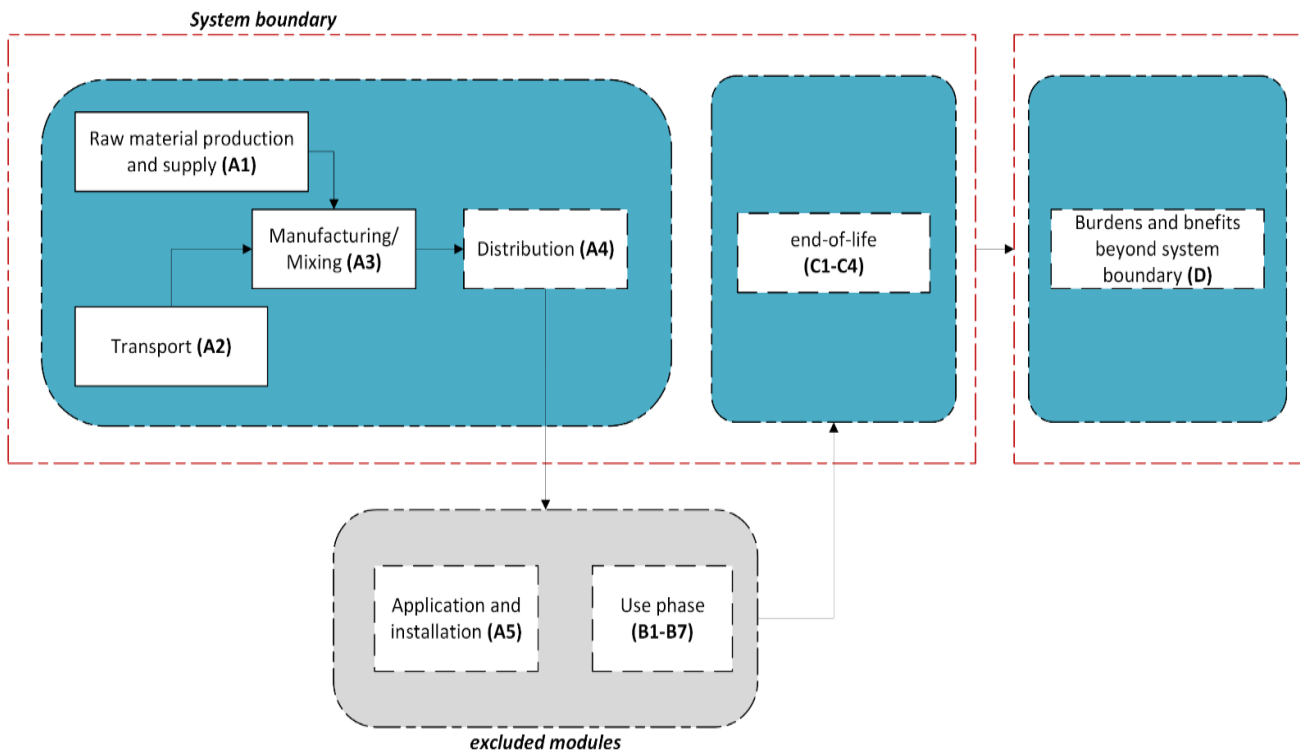 System boundary
Raw material production
and supply (A1)
Manufacturing/
Mixing (A3)
Distribution (A4)
Transport (A2)
end-of-life
(C1-C4)
Burdens and bnefits
beyond system
boundary (D)
Application and
installation (A5)
Use phase
(B1-B7)
excluded modules